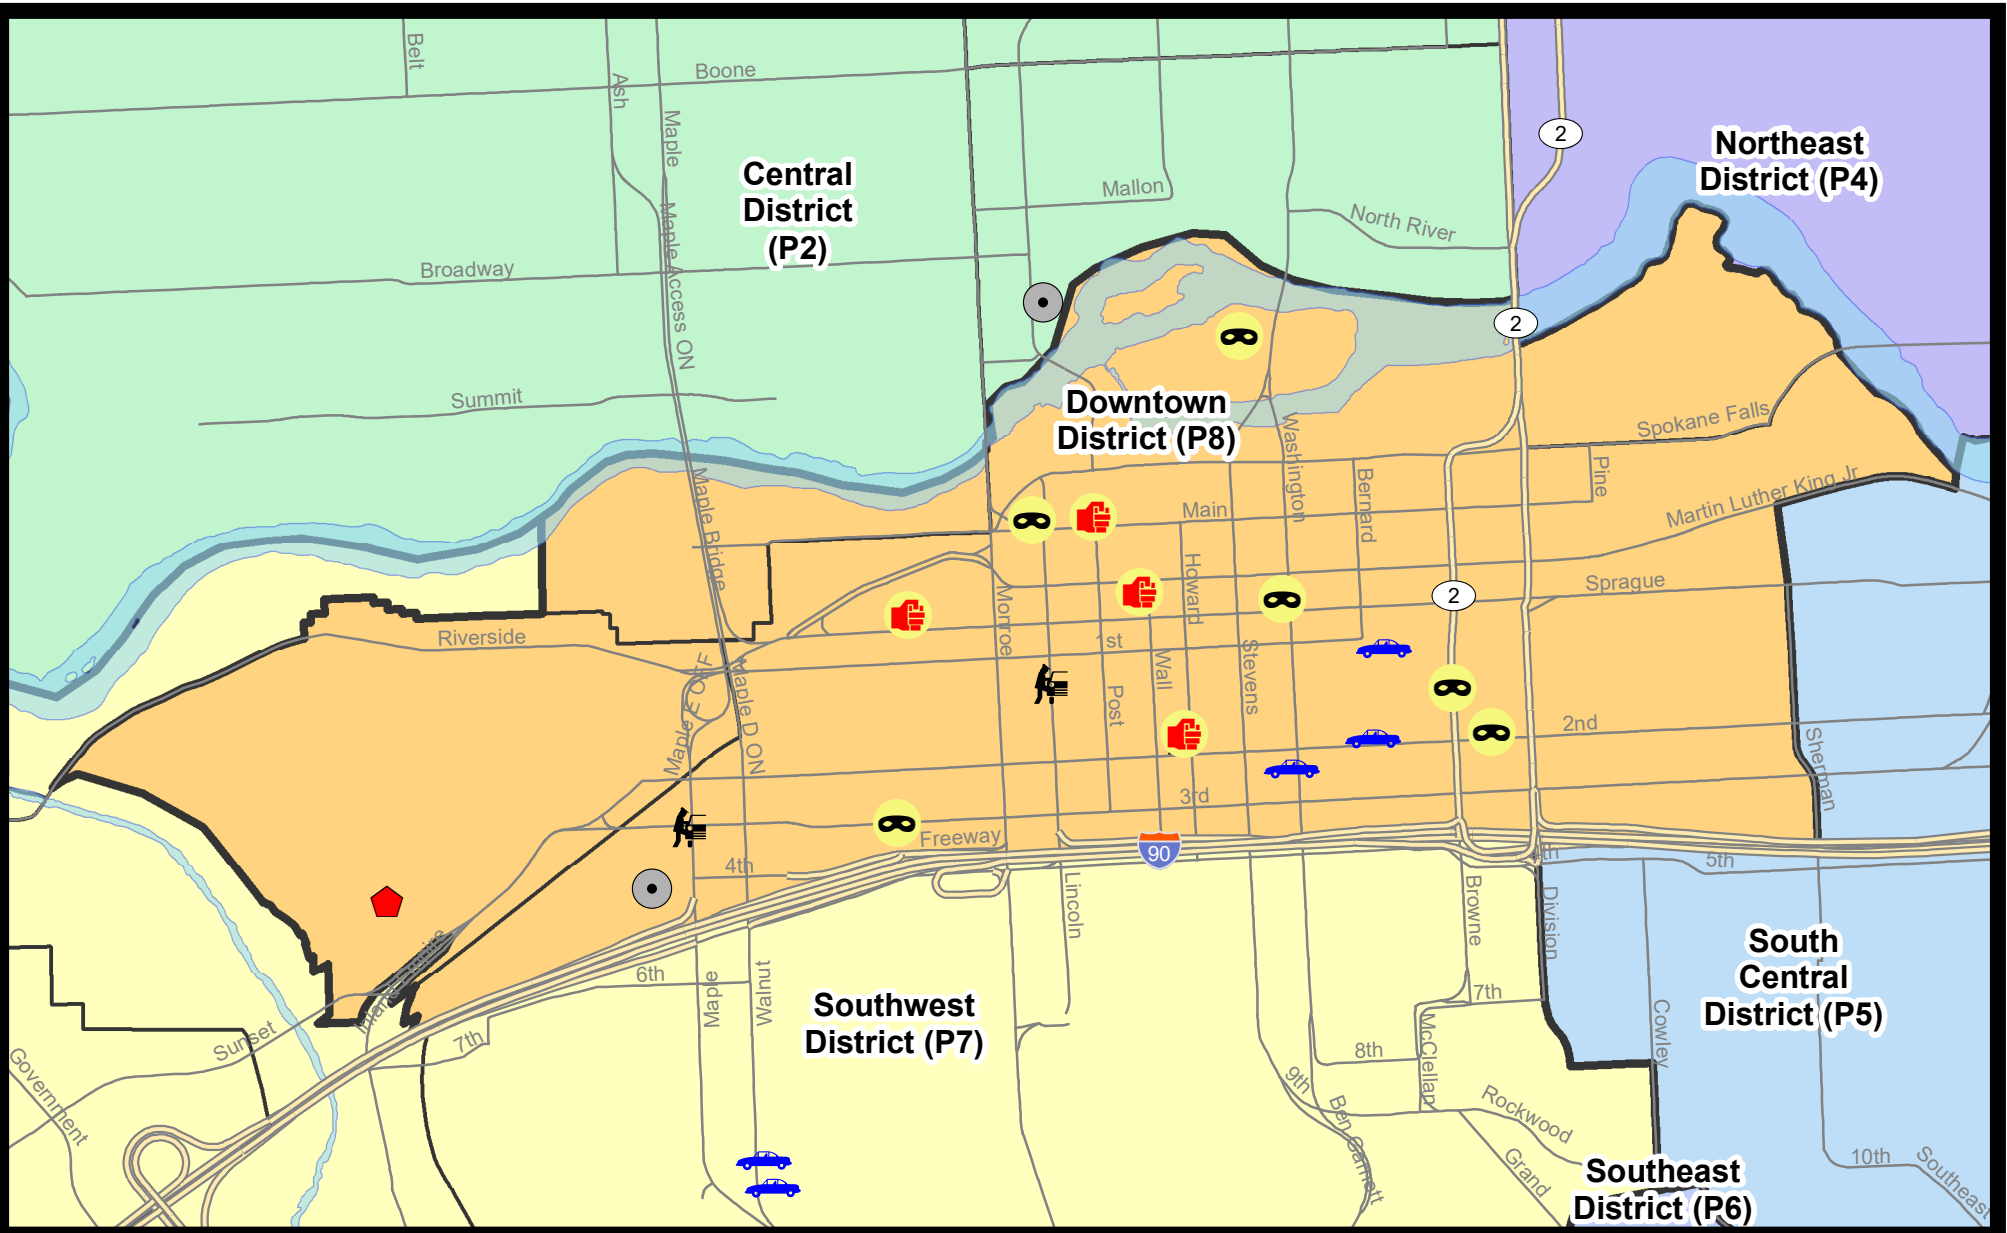 Belt
Ash
Maple
Boone
2
Northeast
District (P4)
Central
District
(P2)
Mallon
North River
Maple Access ON
Broadway
2
Summit
Downtown
District (P8)
Washington
Spokane Falls
Pine
Bernard
Martin Luther King Jr
Main
Maple Bridge
Howard
Monroe
Sprague
2
Riverside
1st
Wall
Stevens
Maple E OFF
Maple D ON
Post
2nd
Sherman
3rd
Freeway
90
4th
5th
Lincoln
Browne
Division
South
Central
District (P5)
6th
Maple
Walnut
Southwest
District (P7)
7th
Sunset
7th
Government
McClellan
Cowley
8th
9th
Ben Garnett
Rockwood
Grand
10th
Southeast
Southeast
District (P6)